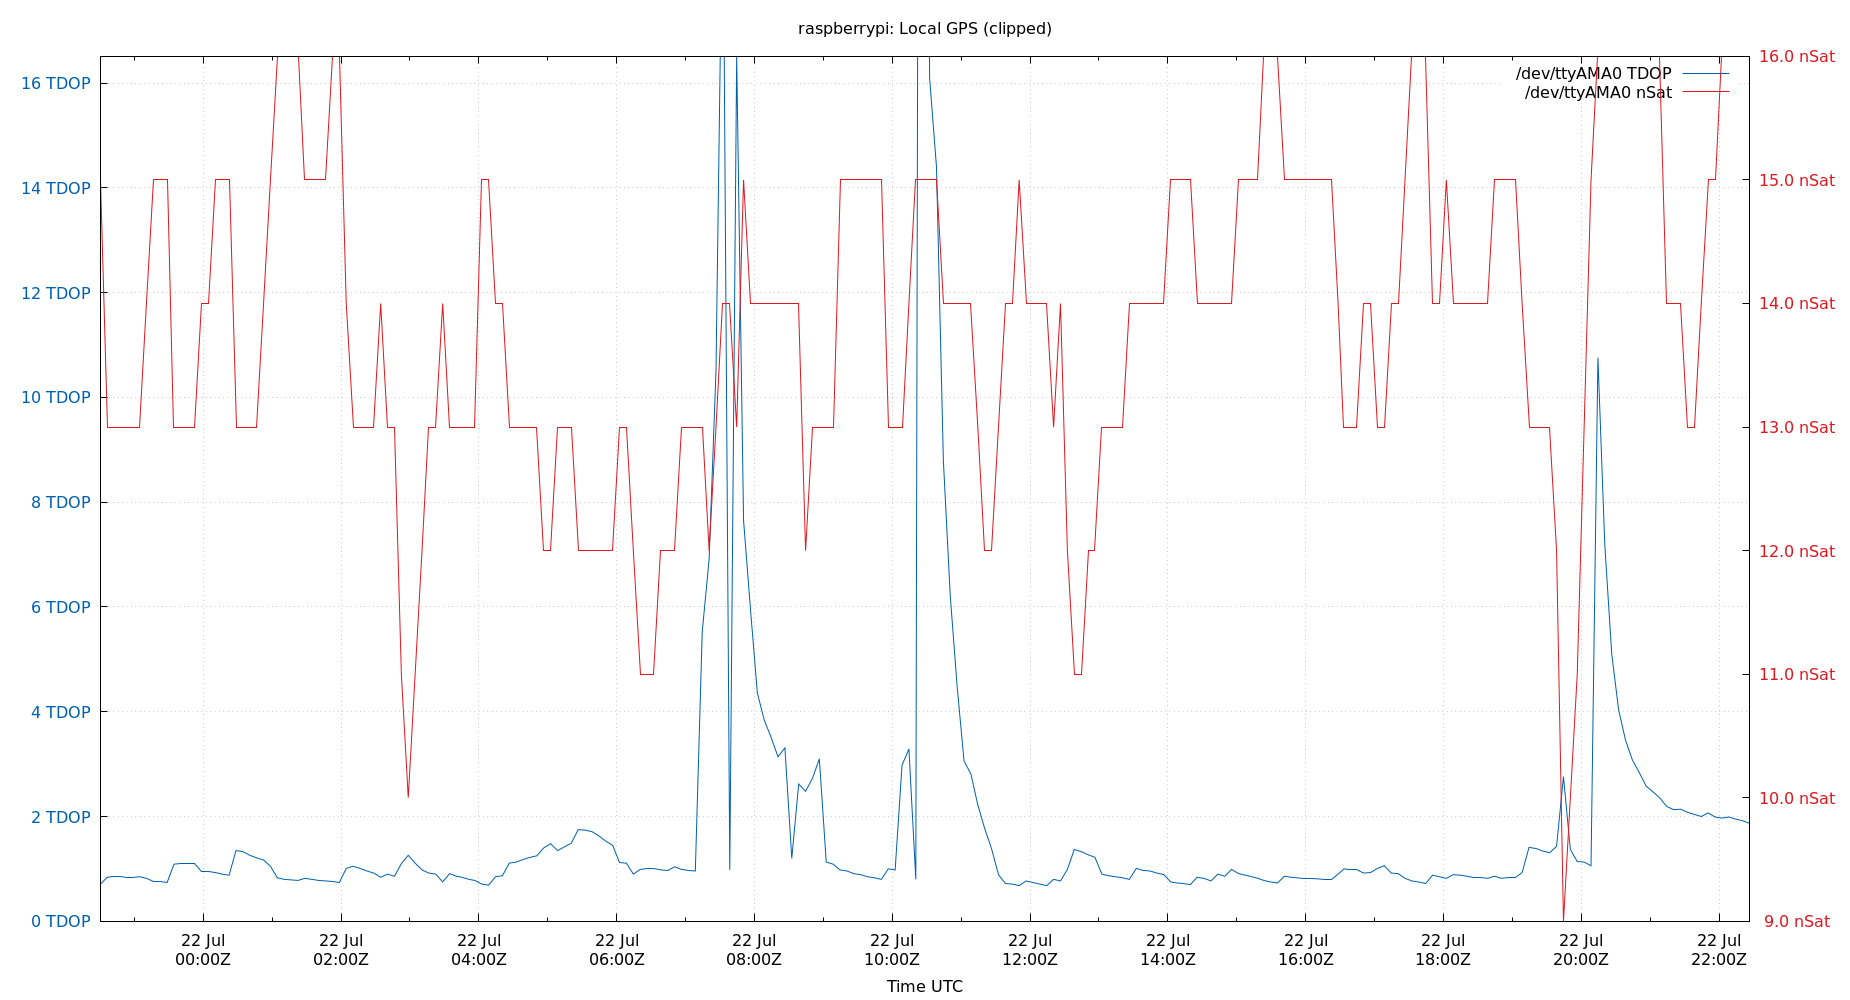 raspberrypi: Local GPS (clipped)
/dev/ttyAMA0 TDOP
/dev/ttyAMA0 nSat
16 TDOP
14 TDOP
12 TDOP
10 TDOP
8 TDOP
6 TDOP
4 TDOP
2 TDOP
0 TDOP
16.0 nSat
15.0 nSat
14.0 nSat
13.0 nSat
12.0 nSat
11.0 nSat
10.0 nSat
9.0 nSat
22 Jul
00:00Z
22 Jul
02:00Z
22 Jul
04:00Z
22 Jul
06:00Z
22 Jul
08:00Z
22 Jul
10:00Z
22 Jul
12:00Z
22 Jul
14:00Z
22 Jul
16:00Z
22 Jul
18:00Z
22 Jul
20:00Z
22 Jul
22:00Z
Time UTC